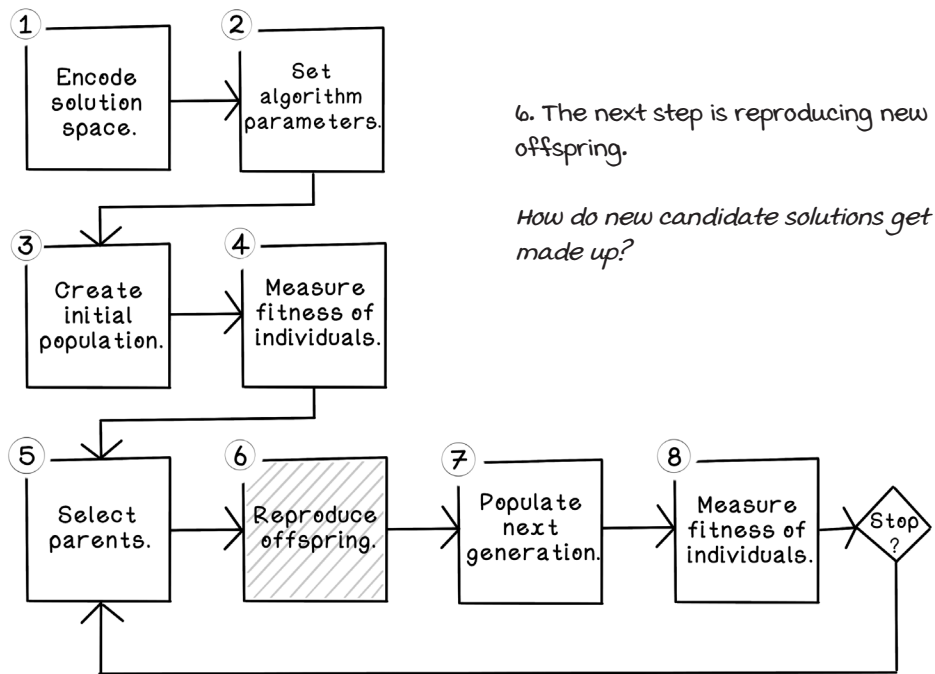 1
Encode
solution
space.
2
Set
algorithm
parameters.
6. The next step is reproducing new
offspring.
How do new candidate solutions get
made up?
3
Create
initial
population.
4
Measure
fitness of
individuals.
5
Select
parents.
6
Reproduce
offspring.
7
Populate
next
generation.
8
Measure
fitness of
individuals.
Stop
?